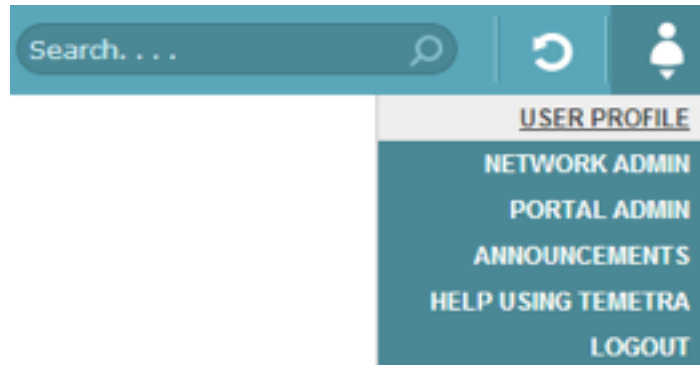 Search. . . .
USER PROFILE
NETWORK ADMIN
PORTAL ADMIN
ANNOUNCEMENTS
HELP USING TEMETRA
LOGOUT